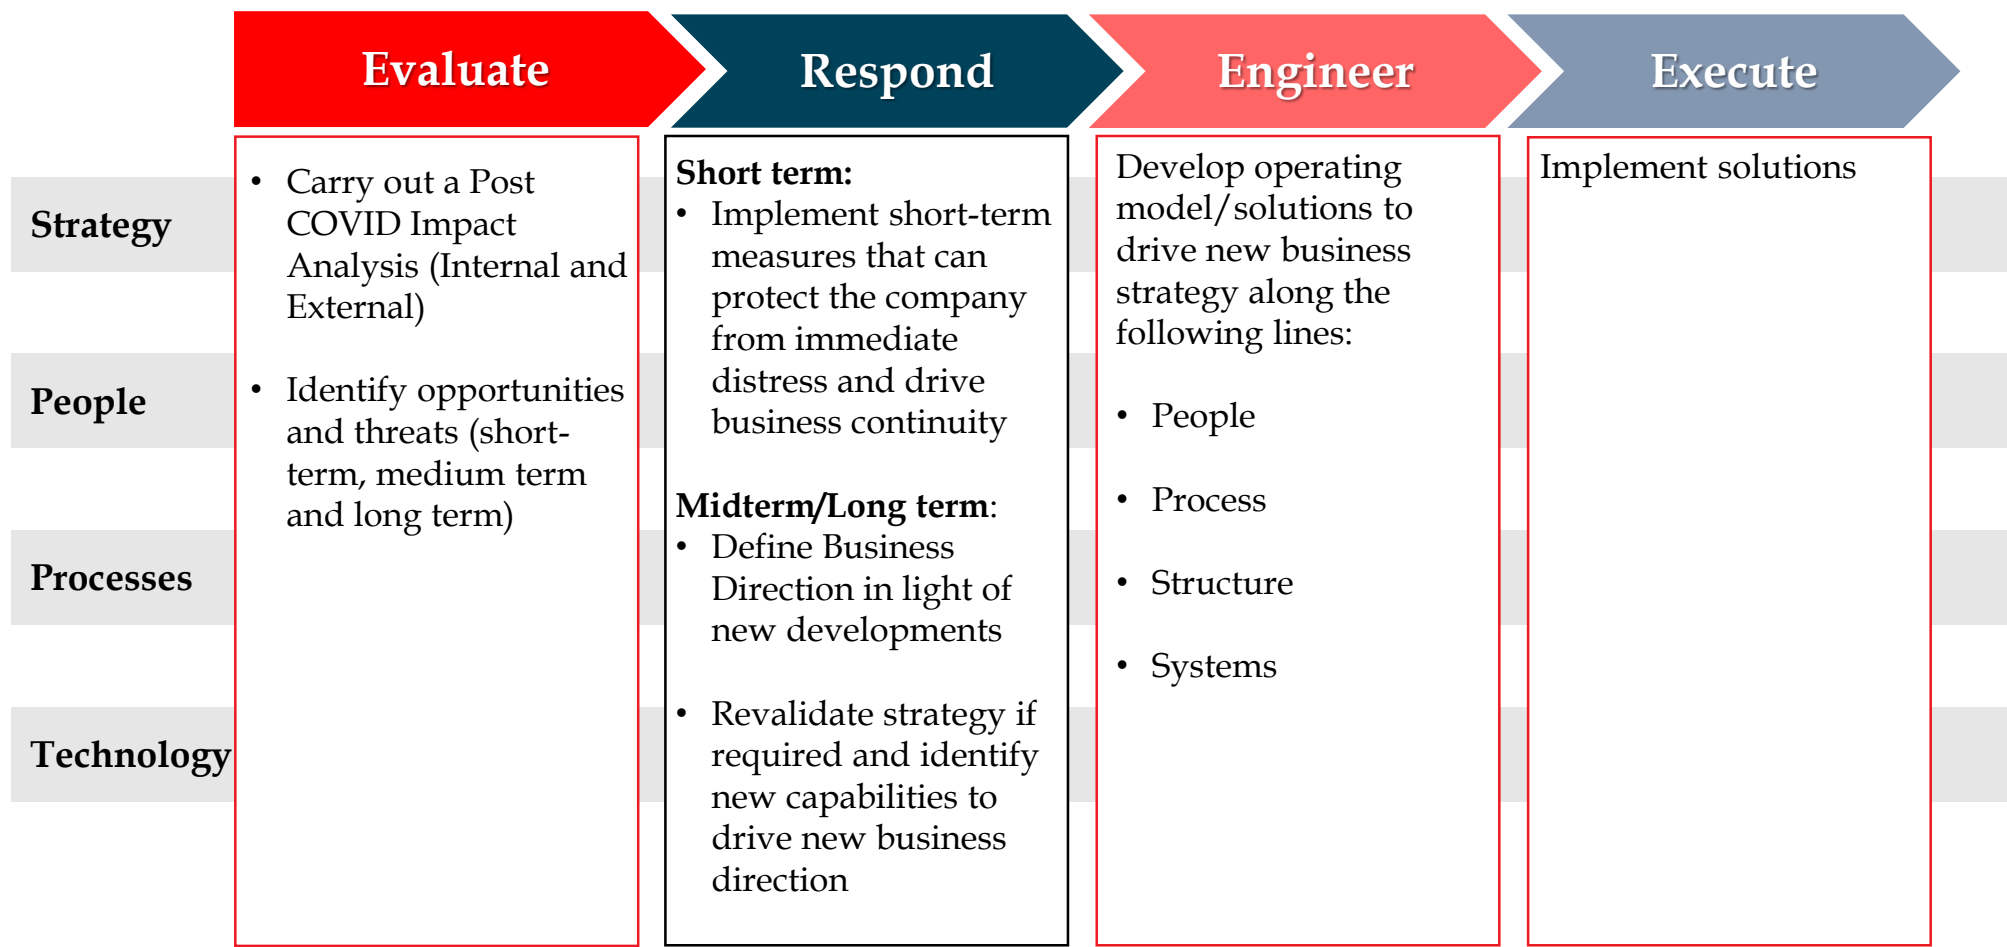 Evaluate
Respond
Engineer
Execute
Strategy
People
Processes
Technology
• Carry out a Post
COVID Impact
Analysis (Internal and
External)
• Identify opportunities
and threats (short-
term, medium term
and long term)
Short term:
• Implement short-term
measures that can
protect the company
from immediate
distress and drive
business continuity
Midterm/Long term:
• Define Business
Direction in light of
new developments
• Revalidate strategy if
required and identify
new capabilities to
drive new business
direction
Develop operating
model/solutions to
drive new business
strategy along the
following lines:
• People
• Process
• Structure
• Systems
Implement solutions